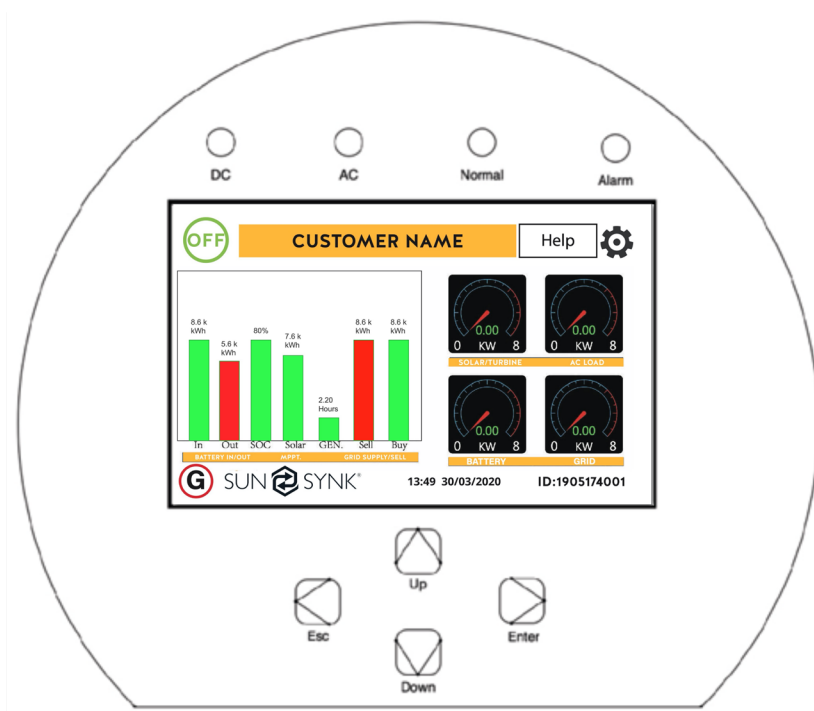 DC AC Normal Alarm
OFF CUSTOMER NAME Help
8.6 k
kWh
5.6 k
kWh
80%
7.6 k
kWh
2.20
Hours
8.6 k
kWh
8.6 k
kWh
In Out SOC Solar GEN. Sell Buy
BATTERY IN/OUT MPPT. GRID SUPPLY/SELL
0.00
0 KW 8
0.00
0 KW 8
SOLAR/TURBINE AC LOAD
0.00
0 KW 8
0.00
0 KW 8
BATTERY GRID
G SUN SYNK® 13:49 30/03/2020 ID:1905174001
Up
Esc Enter
Down